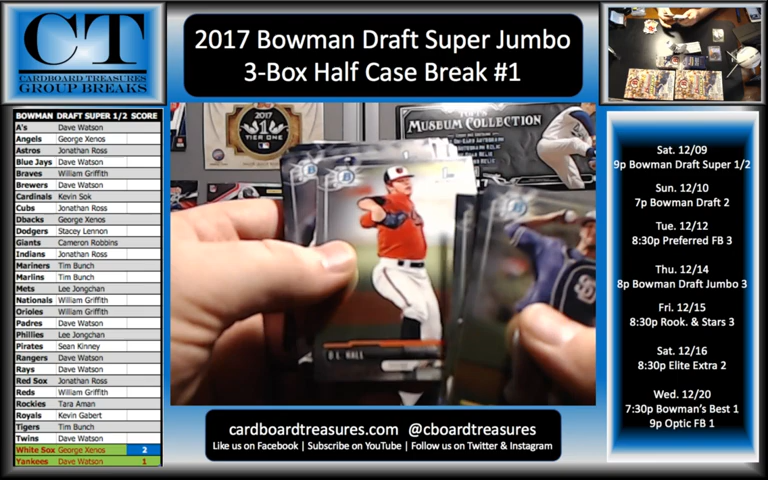 CT
CARDBOARD TREASURES
GROUP BREAKS
2017 Bowman Draft Super Jumbo
3-Box Half Case Break #1
BOWMAN DRAFT SUPER 1/2 SCORE
A's Dave Watson
Angels George Xenos
Astros Jonathan Ross
Blue Jays Dave Watson
Braves William Griffith
Brewers Dave Watson
Cardinals Kevin Sok
Cubs Jonathan Ross
Dbacks George Xenos
Dodgers Stacey Lennon
Giants Cameron Robbins
Indians Jonathan Ross
Mariners Tim Bunch
Marlins Tim Bunch
Mets Lee Jongchan
Nationals William Griffith
Orioles William Griffith
Padres Dave Watson
Phillies Lee Jongchan
Pirates Sean Kinney
Rangers Dave Watson
Rays Dave Watson
Red Sox Jonathan Ross
Reds William Griffith
Rockies Tara Aman
Royals Kevin Gabert
Tigers Tim Bunch
Twins Dave Watson
White Sox George Xenos 2
Yankees Dave Watson 1
2017
1
TIER ONE
MUSEUM COLLECTION
D L HALL
Sat. 12/09
9p Bowman Draft Super 1/2
Sun. 12/10
7p Bowman Draft 2
Tue. 12/12
8:30p Preferred FB 3
Thu. 12/14
8p Bowman Draft Jumbo 3
Fri. 12/15
8:30p Rook. & Stars 3
Sat. 12/16
8:30p Elite Extra 2
Wed. 12/20
7:30p Bowman's Best 1
9p Optic FB 1
cardboardtreasures.com @cboardtreasures
Like us on Facebook | Subscribe on YouTube | Follow us on Twitter & Instagram